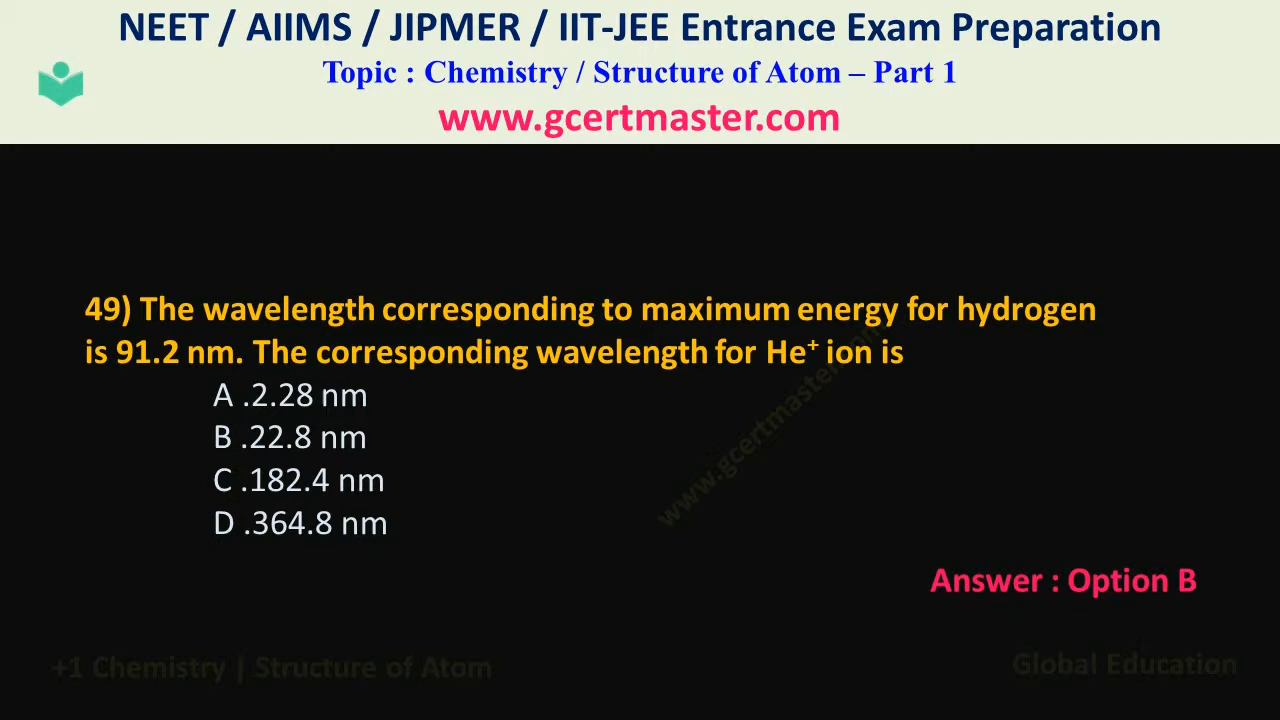 NEET / AIIMS / JIPMER / IIT-JEE Entrance Exam Preparation
Topic : Chemistry / Structure of Atom – Part 1
www.gcertmaster.com
49) The wavelength corresponding to maximum energy for hydrogen
is 91.2 nm. The corresponding wavelength for He⁺ ion is
A .2.28 nm
B .22.8 nm
C .182.4 nm
D .364.8 nm
www.gcertmaster.com
Answer : Option B
+1 Chemistry | Structure of Atom
Global Education